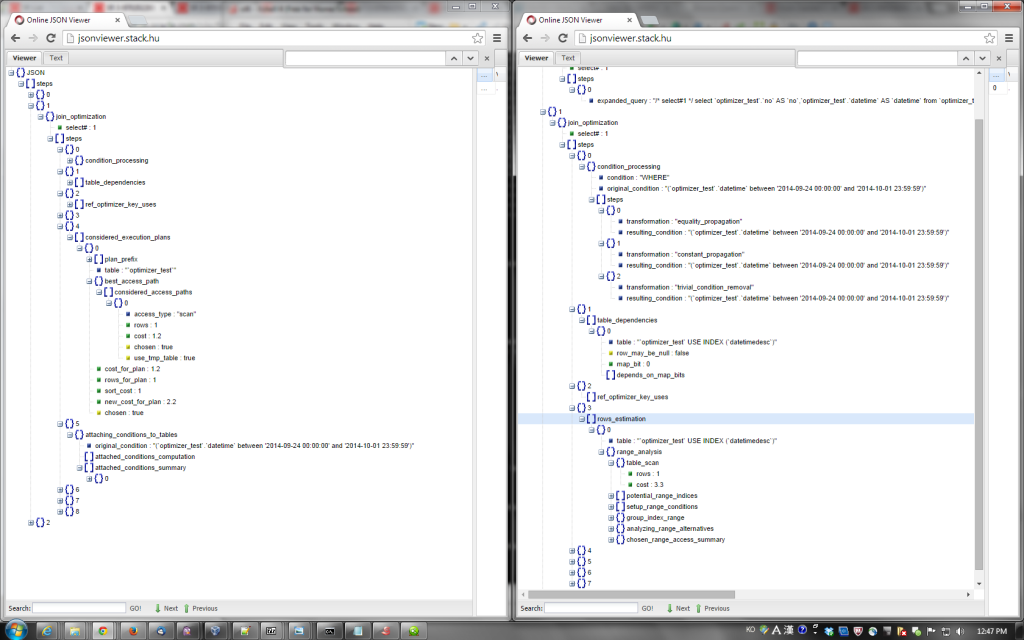 Online JSON Viewer
jsonviewer.stack.hu
Viewer
Text
JSON
steps
0
1
join_optimization
select# : 1
steps
0
condition_processing
1
table_dependencies
2
ref_optimizer_key_uses
3
4
considered_execution_plans
0
plan_prefix
table : "`optimizer_test`"
best_access_path
considered_access_paths
0
access_type : "scan"
rows : 1
cost : 1.2
chosen : true
use_tmp_table : true
cost_for_plan : 1.2
rows_for_plan : 1
sort_cost : 1
new_cost_for_plan : 2.2
chosen : true
5
attaching_conditions_to_tables
original_condition : "(`optimizer_test`.`datetime` between '2014-09-24 00:00:00' and '2014-10-01 23:59:59')"
attached_conditions_computation
attached_conditions_summary
0
6
7
8
2
Search:
GO!
Next
Previous
Online JSON Viewer
jsonviewer.stack.hu
Viewer
Text
select# : 1
steps
0
expanded_query : "/* select#1 */ select `optimizer_test`.`no` AS `no`,`optimizer_test`.`datetime` AS `datetime` from `optimizer_t
1
join_optimization
select# : 1
steps
0
condition_processing
condition : "WHERE"
original_condition : "(`optimizer_test`.`datetime` between '2014-09-24 00:00:00' and '2014-10-01 23:59:59')"
steps
0
transformation : "equality_propagation"
resulting_condition : "(`optimizer_test`.`datetime` between '2014-09-24 00:00:00' and '2014-10-01 23:59:59')"
1
transformation : "constant_propagation"
resulting_condition : "(`optimizer_test`.`datetime` between '2014-09-24 00:00:00' and '2014-10-01 23:59:59')"
2
transformation : "trivial_condition_removal"
resulting_condition : "(`optimizer_test`.`datetime` between '2014-09-24 00:00:00' and '2014-10-01 23:59:59')"
1
table_dependencies
0
table : "`optimizer_test` USE INDEX (`datetimedesc`)"
row_may_be_null : false
map_bit : 0
depends_on_map_bits
2
ref_optimizer_key_uses
3
rows_estimation
0
table : "`optimizer_test` USE INDEX (`datetimedesc`)"
range_analysis
table_scan
rows : 1
cost : 3.3
potential_range_indices
setup_range_conditions
group_index_range
analyzing_range_alternatives
chosen_range_access_summary
4
5
6
7
0
Search:
GO!
Next
Previous
KO
A 漢
12:47 PM